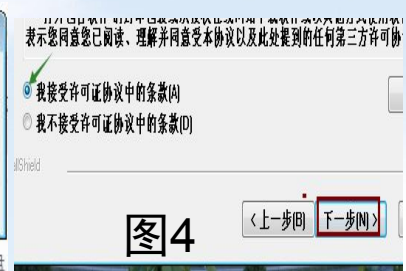 表示您同意您已阅读、理解并同意受本协议以及此处提到的任何第三方许可协
我接受许可证协议中的条款(A)
我不接受许可证协议中的条款(D)
llShield
<上一步(B) 下一步(N)>
图4